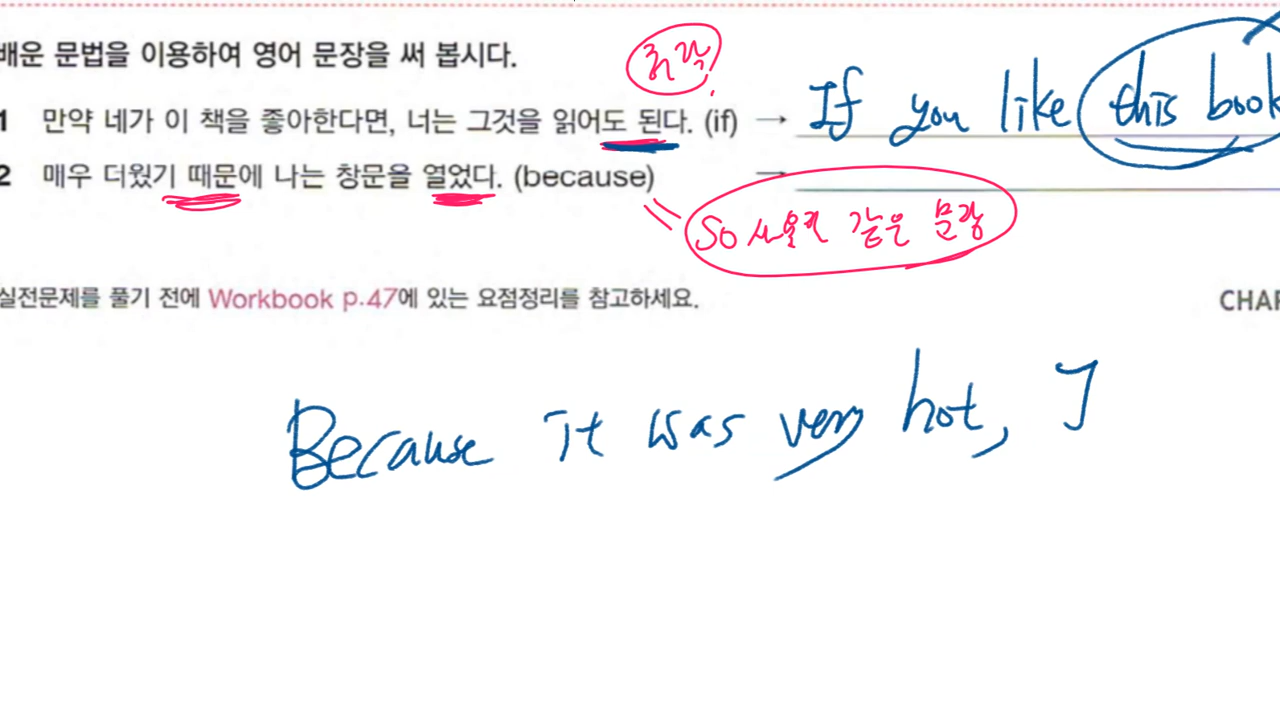 배운 문법을 이용하여 영어 문장을 써 봅시다.
허락!
1 만약 네가 이 책을 좋아한다면, 너는 그것을 읽어도 된다. (if) → If you like this book
2 매우 더웠기 때문에 나는 창문을 열었다. (because) →
So 사용한 같은 문장
실전문제를 풀기 전에 Workbook p.47에 있는 요점정리를 참고하세요.
CHAP
Because it was very hot, I